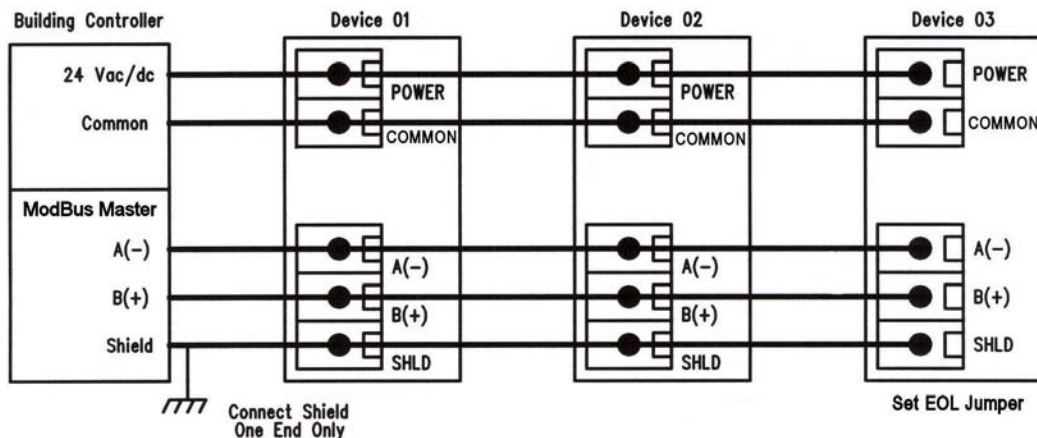 Building Controller
24 Vac/dc
Common
ModBus Master
A(-)
B(+)
Shield
Connect Shield
One End Only
Device 01
POWER
COMMON
A(-)
B(+)
SHLD
Device 02
POWER
COMMON
A(-)
B(+)
SHLD
Device 03
POWER
COMMON
A(-)
B(+)
SHLD
Set EOL Jumper